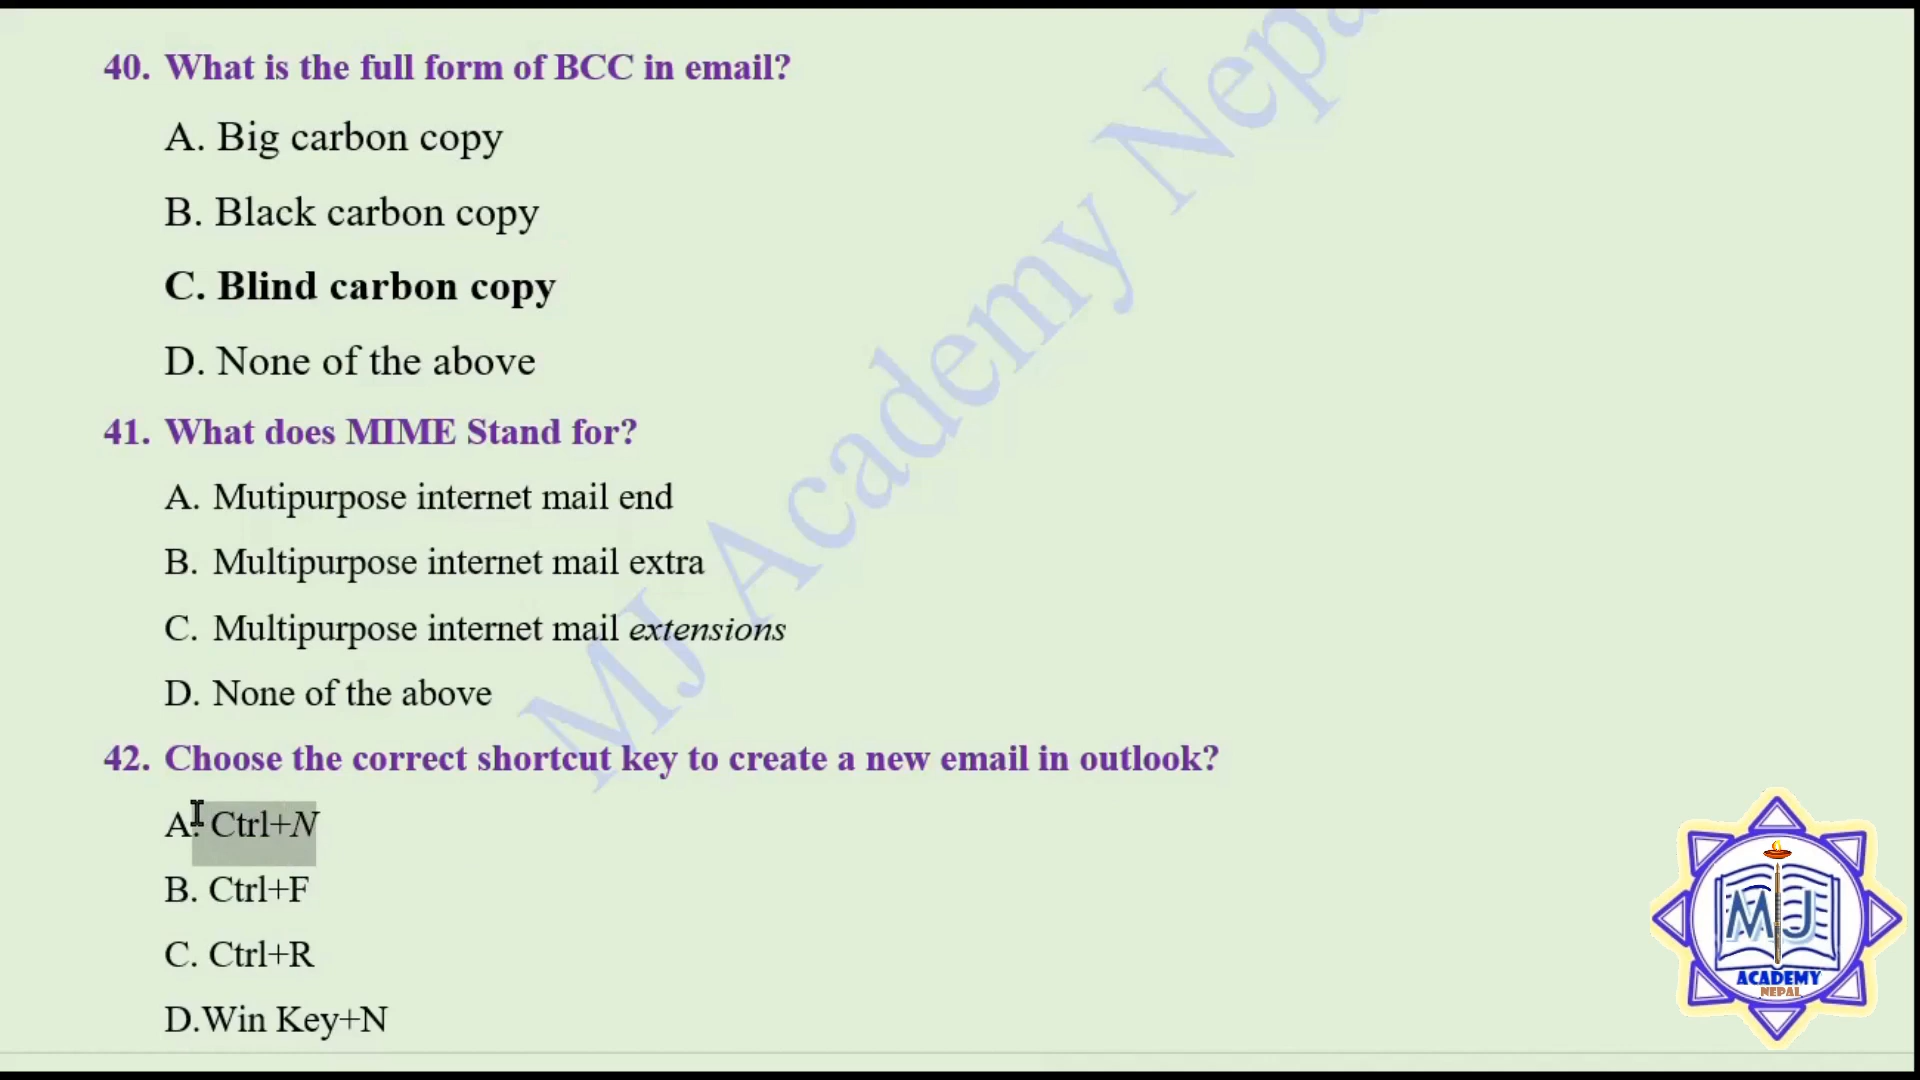 40. What is the full form of BCC in email?
A. Big carbon copy
B. Black carbon copy
C. Blind carbon copy
D. None of the above
41. What does MIME Stand for?
A. Mutipurpose internet mail end
B. Multipurpose internet mail extra
C. Multipurpose internet mail extensions
D. None of the above
42. Choose the correct shortcut key to create a new email in outlook?
A. Ctrl+N
B. Ctrl+F
C. Ctrl+R
D.Win Key+N
MJ Academy Nepa
MJ
ACADEMY
NEPAL